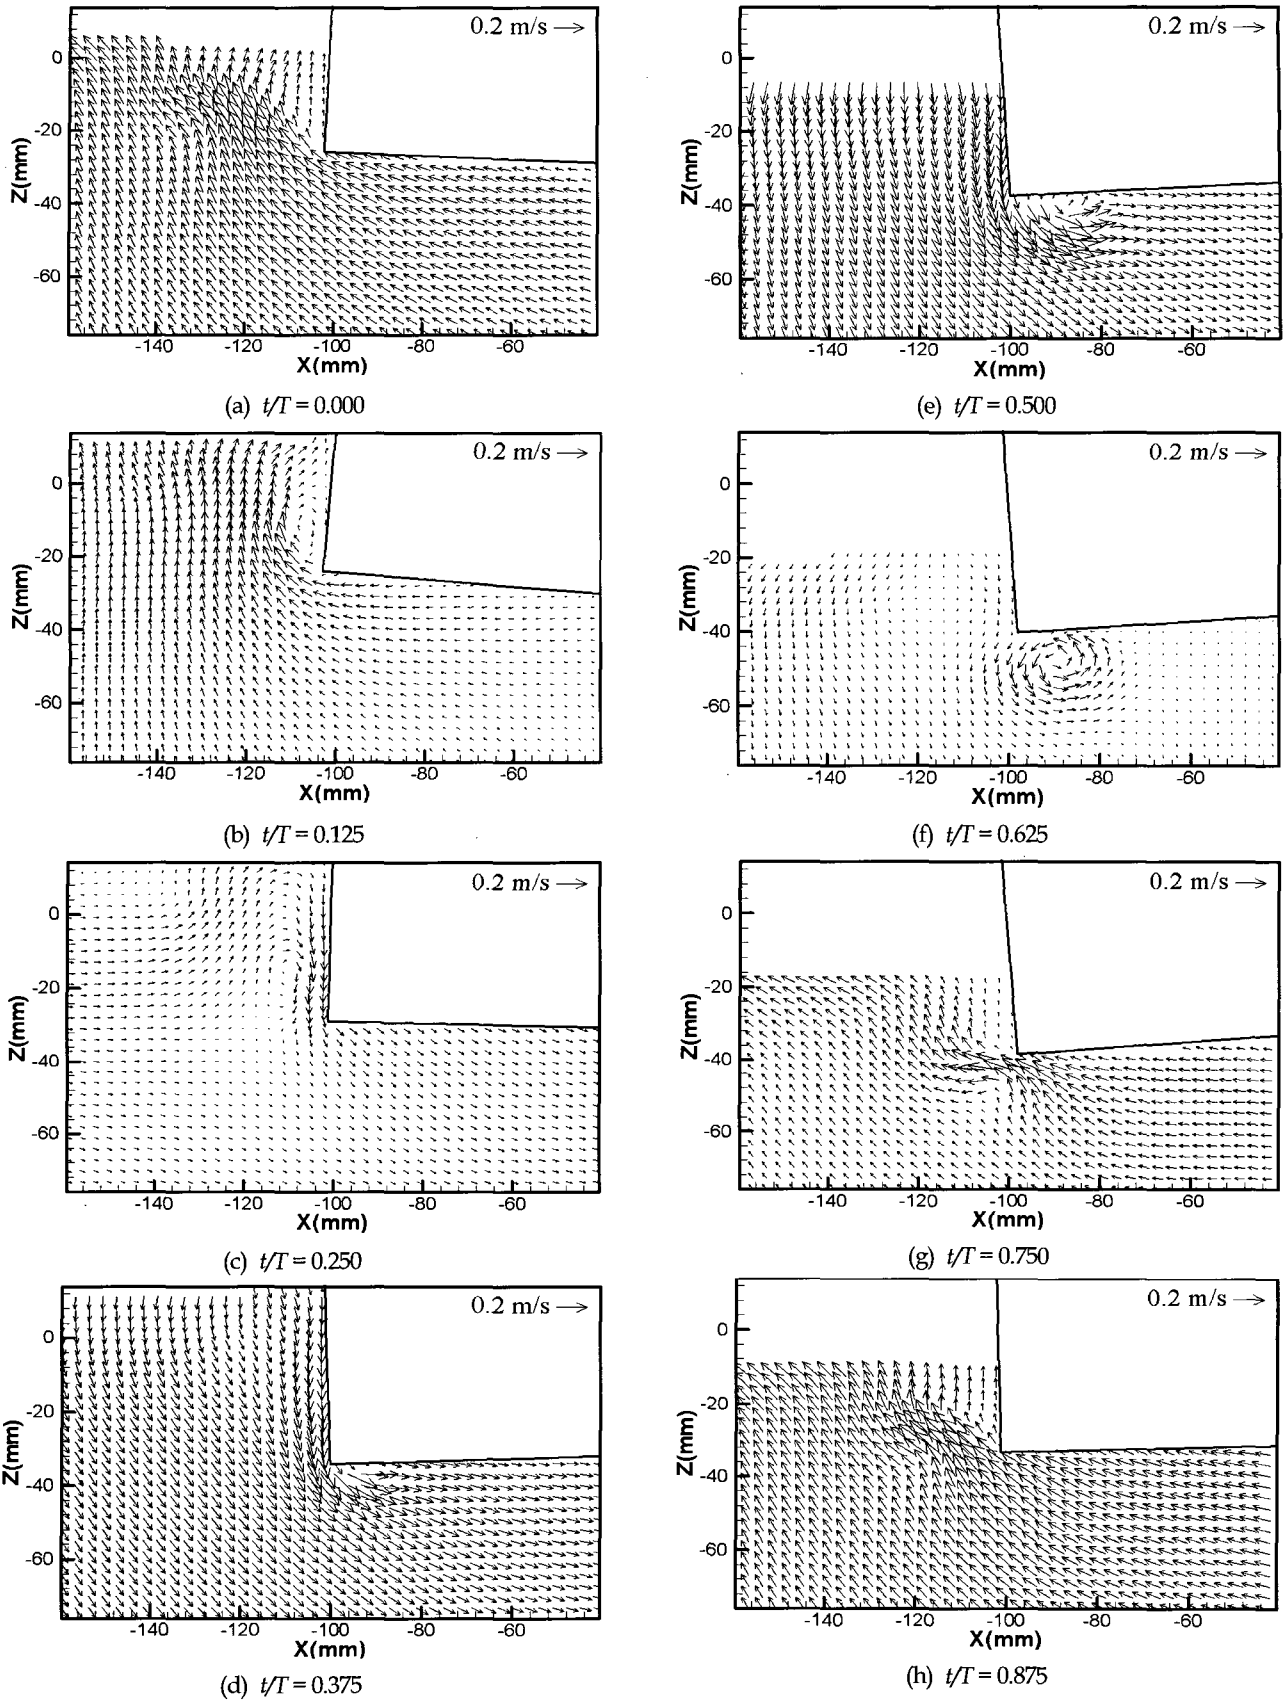 0.2 m/s
0
-20
-40
-60
Z(mm)
-140
-120
-100
-80
-60
X(mm)
(a) t/T = 0.000
0.2 m/s
0
-20
-40
-60
Z(mm)
-140
-120
-100
-80
-60
X(mm)
(e) t/T = 0.500
0.2 m/s
0
-20
-40
-60
Z(mm)
-140
-120
-100
-80
-60
X(mm)
(b) t/T = 0.125
0.2 m/s
0
-20
-40
-60
Z(mm)
-140
-120
-100
-80
-60
X(mm)
(f) t/T = 0.625
0.2 m/s
0
-20
-40
-60
Z(mm)
-140
-120
-100
-80
-60
X(mm)
(c) t/T = 0.250
0.2 m/s
0
-20
-40
-60
Z(mm)
-140
-120
-100
-80
-60
X(mm)
(g) t/T = 0.750
0.2 m/s
0
-20
-40
-60
Z(mm)
-140
-120
-100
-80
-60
X(mm)
(d) t/T = 0.375
0.2 m/s
0
-20
-40
-60
Z(mm)
-140
-120
-100
-80
-60
X(mm)
(h) t/T = 0.875